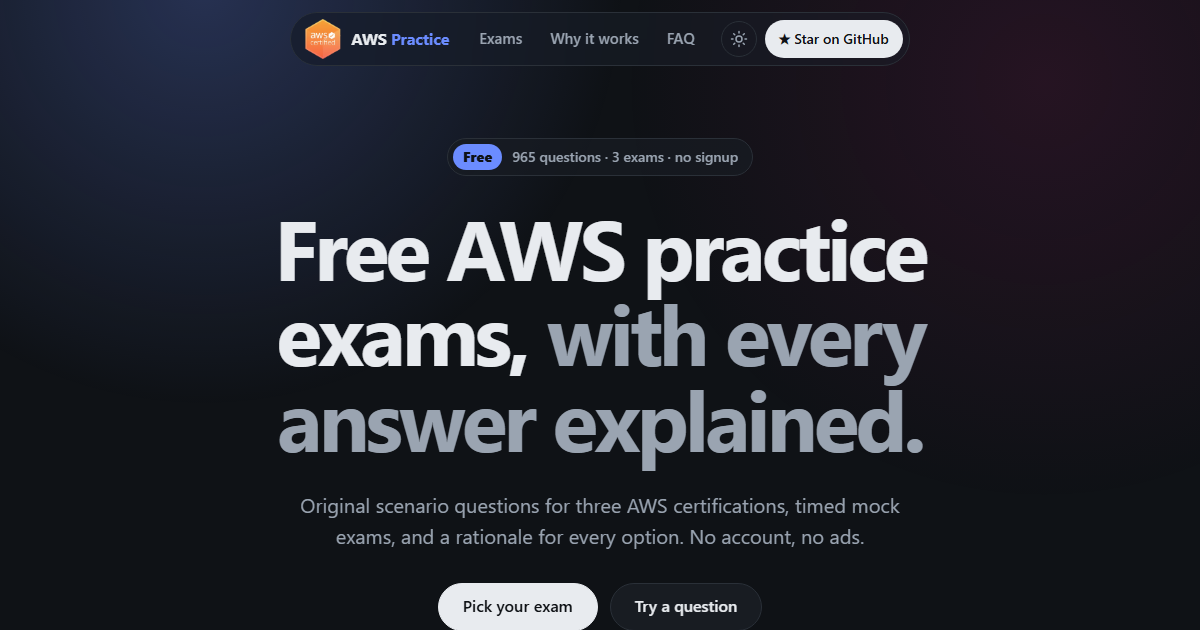 aws
certified
AWS Practice
Exams
Why it works
FAQ
★ Star on GitHub
Free
965 questions · 3 exams · no signup
Free AWS practice
exams, with every
answer explained.
Original scenario questions for three AWS certifications, timed mock
exams, and a rationale for every option. No account, no ads.
Pick your exam
Try a question